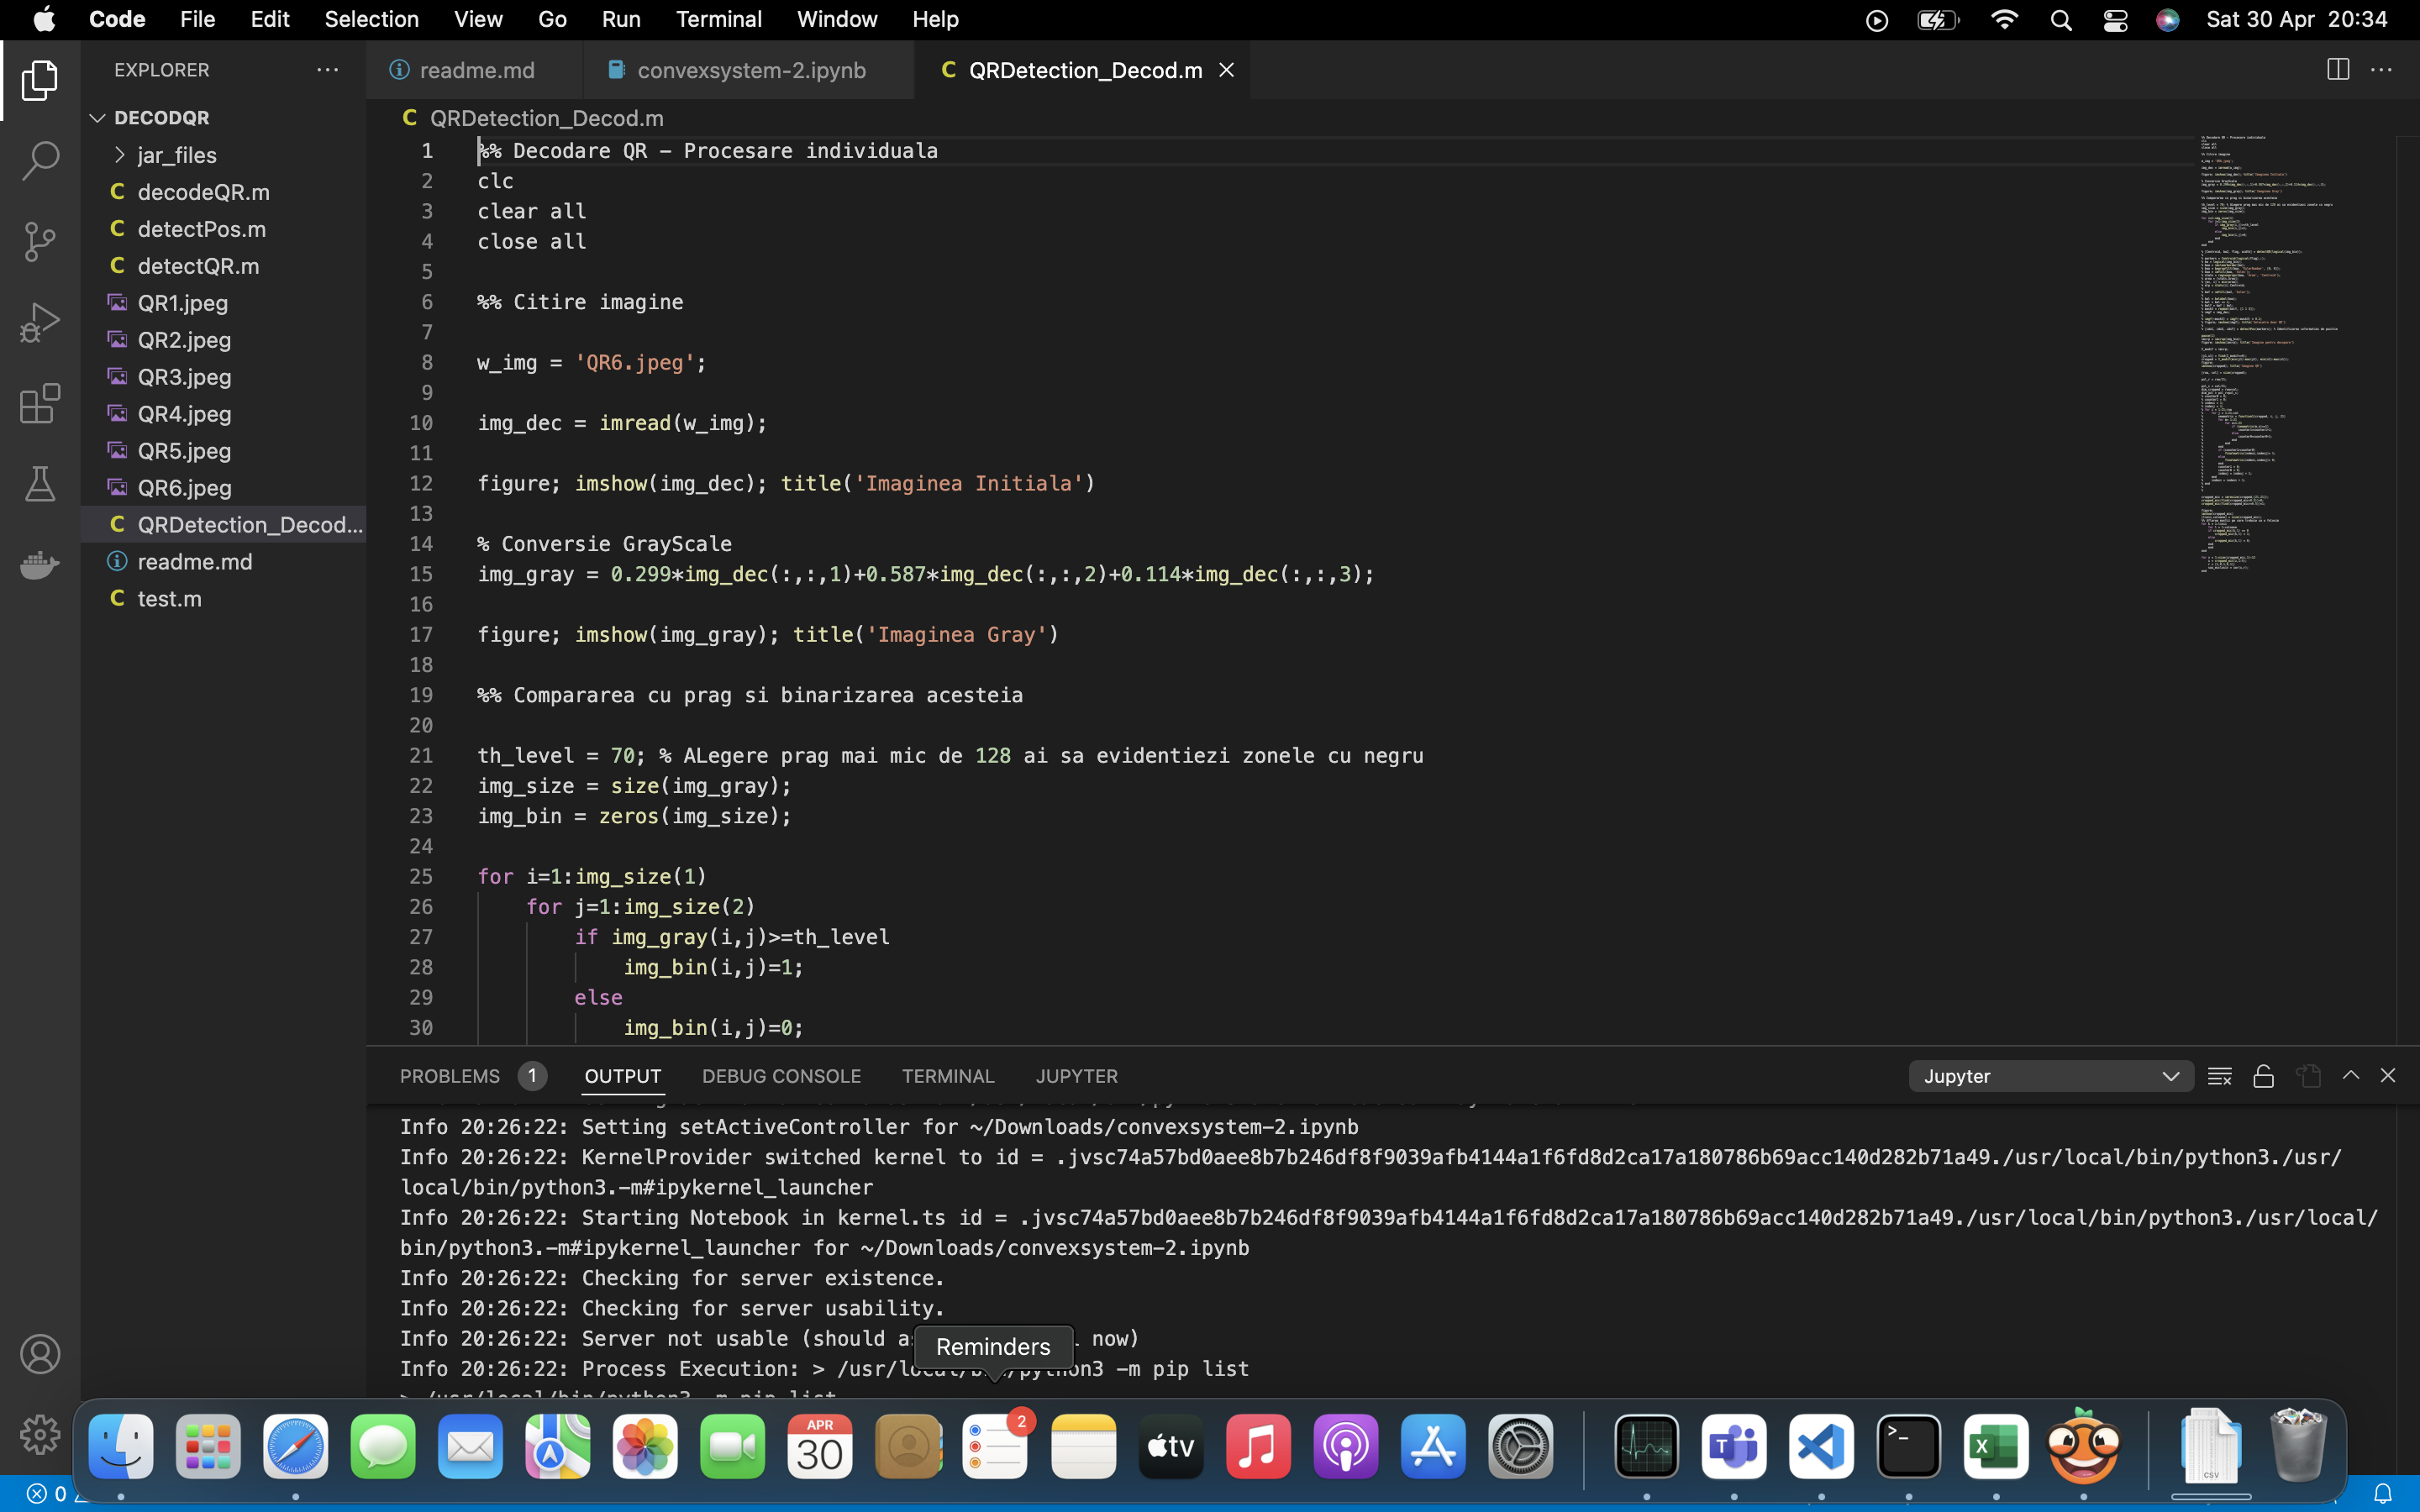 Code File Edit Selection View Go Run Terminal Window Help Sat 30 Apr 20:34
EXPLORER
DECODQR
jar_files
decodeQR.m
detectPos.m
detectQR.m
QR1.jpeg
QR2.jpeg
QR3.jpeg
QR4.jpeg
QR5.jpeg
QR6.jpeg
QRDetection_Decod...
readme.md
test.m
readme.md convexsystem-2.ipynb QRDetection_Decod.m
QRDetection_Decod.m
1 %% Decodare QR – Procesare individuala
2 clc
3 clear all
4 close all
5
6 %% Citire imagine
7
8 w_img = 'QR6.jpeg';
9
10 img_dec = imread(w_img);
11
12 figure; imshow(img_dec); title('Imaginea Initiala')
13
14 % Conversie GrayScale
15 img_gray = 0.299*img_dec(:,:,1)+0.587*img_dec(:,:,2)+0.114*img_dec(:,:,3);
16
17 figure; imshow(img_gray); title('Imaginea Gray')
18
19 %% Compararea cu prag si binarizarea acesteia
20
21 th_level = 70; % ALegere prag mai mic de 128 ai sa evidentiezi zonele cu negru
22 img_size = size(img_gray);
23 img_bin = zeros(img_size);
24
25 for i=1:img_size(1)
26 for j=1:img_size(2)
27 if img_gray(i,j)>=th_level
28 img_bin(i,j)=1;
29 else
30 img_bin(i,j)=0;
PROBLEMS 1 OUTPUT DEBUG CONSOLE TERMINAL JUPYTER Jupyter
Info 20:26:22: Setting setActiveController for ~/Downloads/convexsystem-2.ipynb
Info 20:26:22: KernelProvider switched kernel to id = .jvsc74a57bd0aee8b7b246df8f9039afb4144a1f6fd8d2ca17a180786b69acc140d282b71a49./usr/local/bin/python3./usr/
local/bin/python3.-m#ipykernel_launcher
Info 20:26:22: Starting Notebook in kernel.ts id = .jvsc74a57bd0aee8b7b246df8f9039afb4144a1f6fd8d2ca17a180786b69acc140d282b71a49./usr/local/bin/python3./usr/local/
bin/python3.-m#ipykernel_launcher for ~/Downloads/convexsystem-2.ipynb
Info 20:26:22: Checking for server existence.
Info 20:26:22: Checking for server usability.
Info 20:26:22: Server not usable (should a now)
Info 20:26:22: Process Execution: > /usr/local/bin/python3 -m pip list
> /usr/local/bin/python3 -m pip list
Reminders
APR
30
2
tv
CSV
0